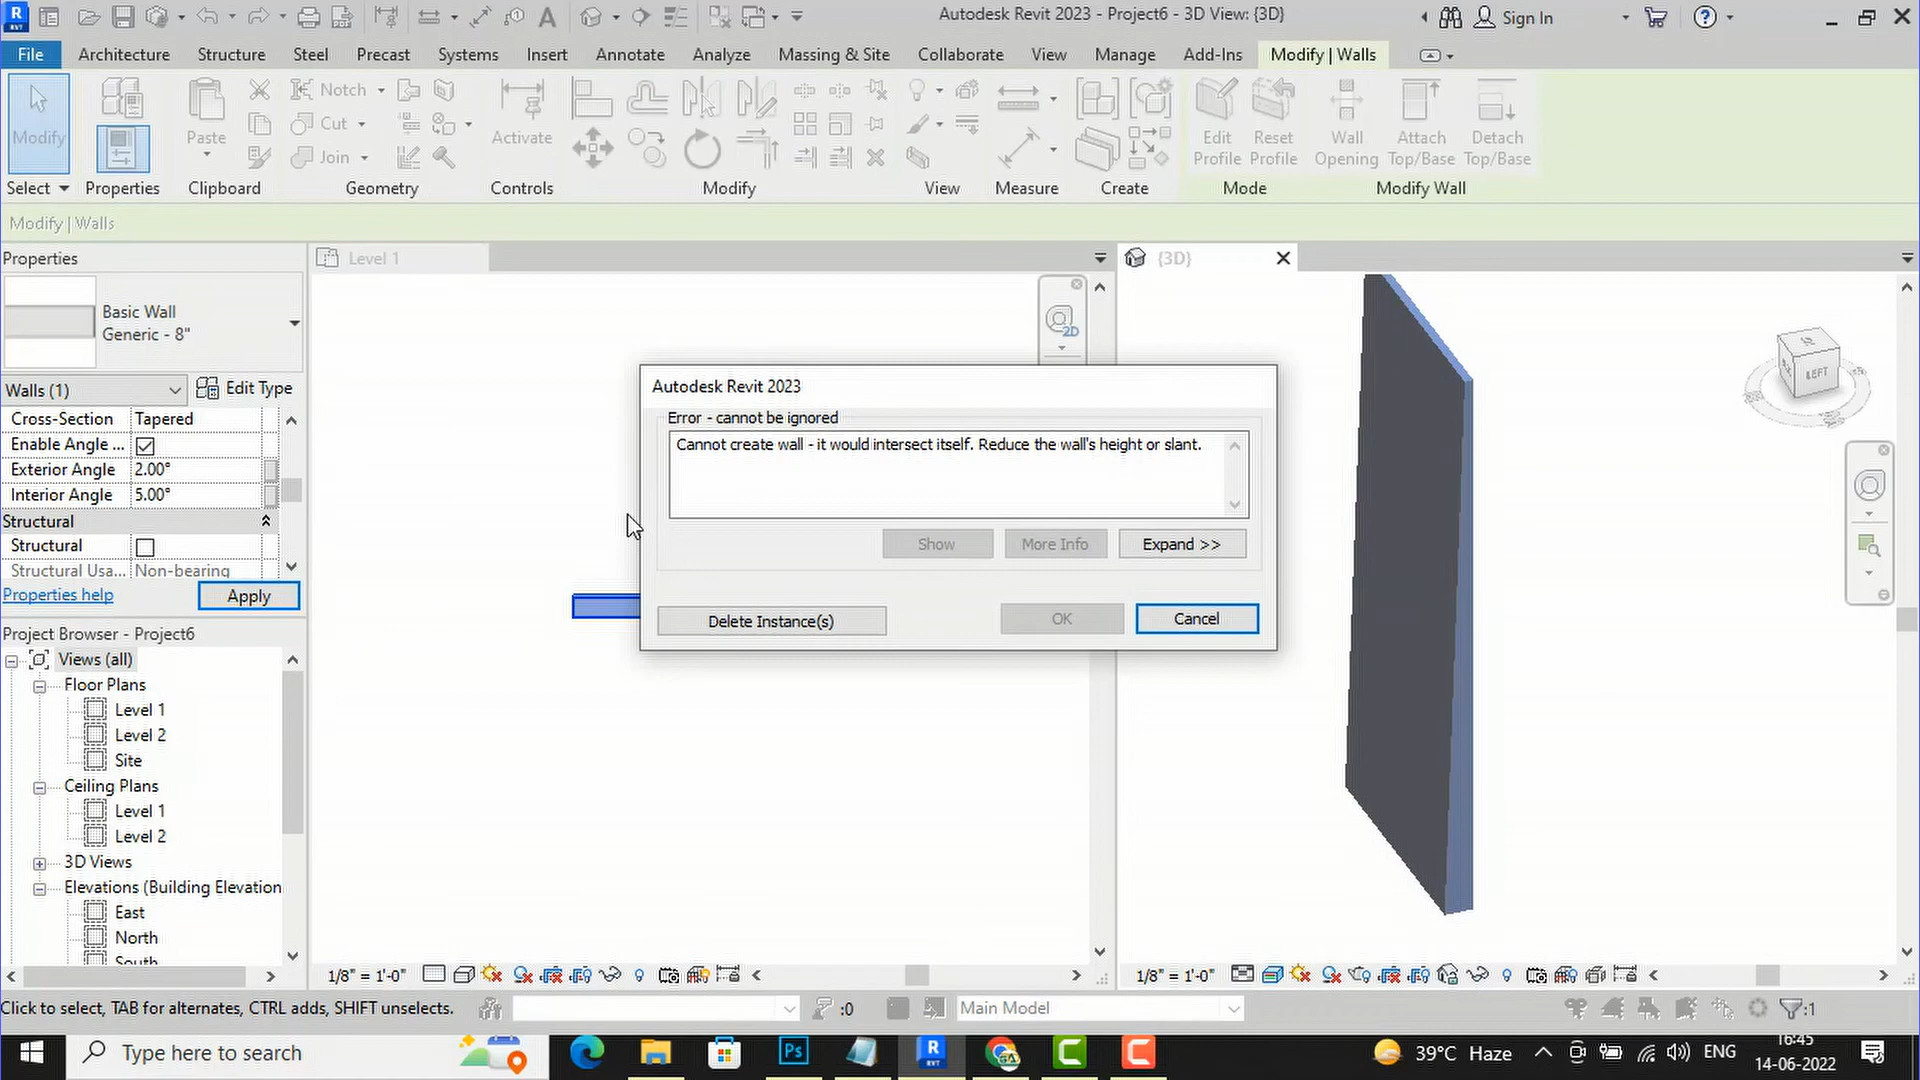 Autodesk Revit 2023 - Project6 - 3D View: {3D}
Sign In
File Architecture Structure Steel Precast Systems Insert Annotate Analyze Massing & Site Collaborate View Manage Add-Ins Modify | Walls
Modify
Paste
Notch
Cut
Join
Activate
Edit Profile
Reset Profile
Wall Opening
Attach Top/Base
Detach Top/Base
Select Properties Clipboard Geometry Controls Modify View Measure Create Mode Modify Wall
Modify | Walls
Properties
Level 1
{3D}
Basic Wall
Generic - 8"
Walls (1)
Edit Type
Cross-Section Tapered
Enable Angle ...
Exterior Angle 2.00°
Interior Angle 5.00°
Structural
Structural
Structural Usa... Non-bearing
Properties help
Apply
Project Browser - Project6
Views (all)
Floor Plans
Level 1
Level 2
Site
Ceiling Plans
Level 1
Level 2
3D Views
Elevations (Building Elevation
East
North
South
2D
LEFT
Autodesk Revit 2023
Error - cannot be ignored
Cannot create wall - it would intersect itself. Reduce the wall's height or slant.
Show
More Info
Expand >>
Delete Instance(s)
OK
Cancel
1/8" = 1'-0"
1/8" = 1'-0"
Click to select, TAB for alternates, CTRL adds, SHIFT unselects.
:0
Main Model
:1
Type here to search
Ps
R
RVT
39°C Haze
ENG
16:45
14-06-2022